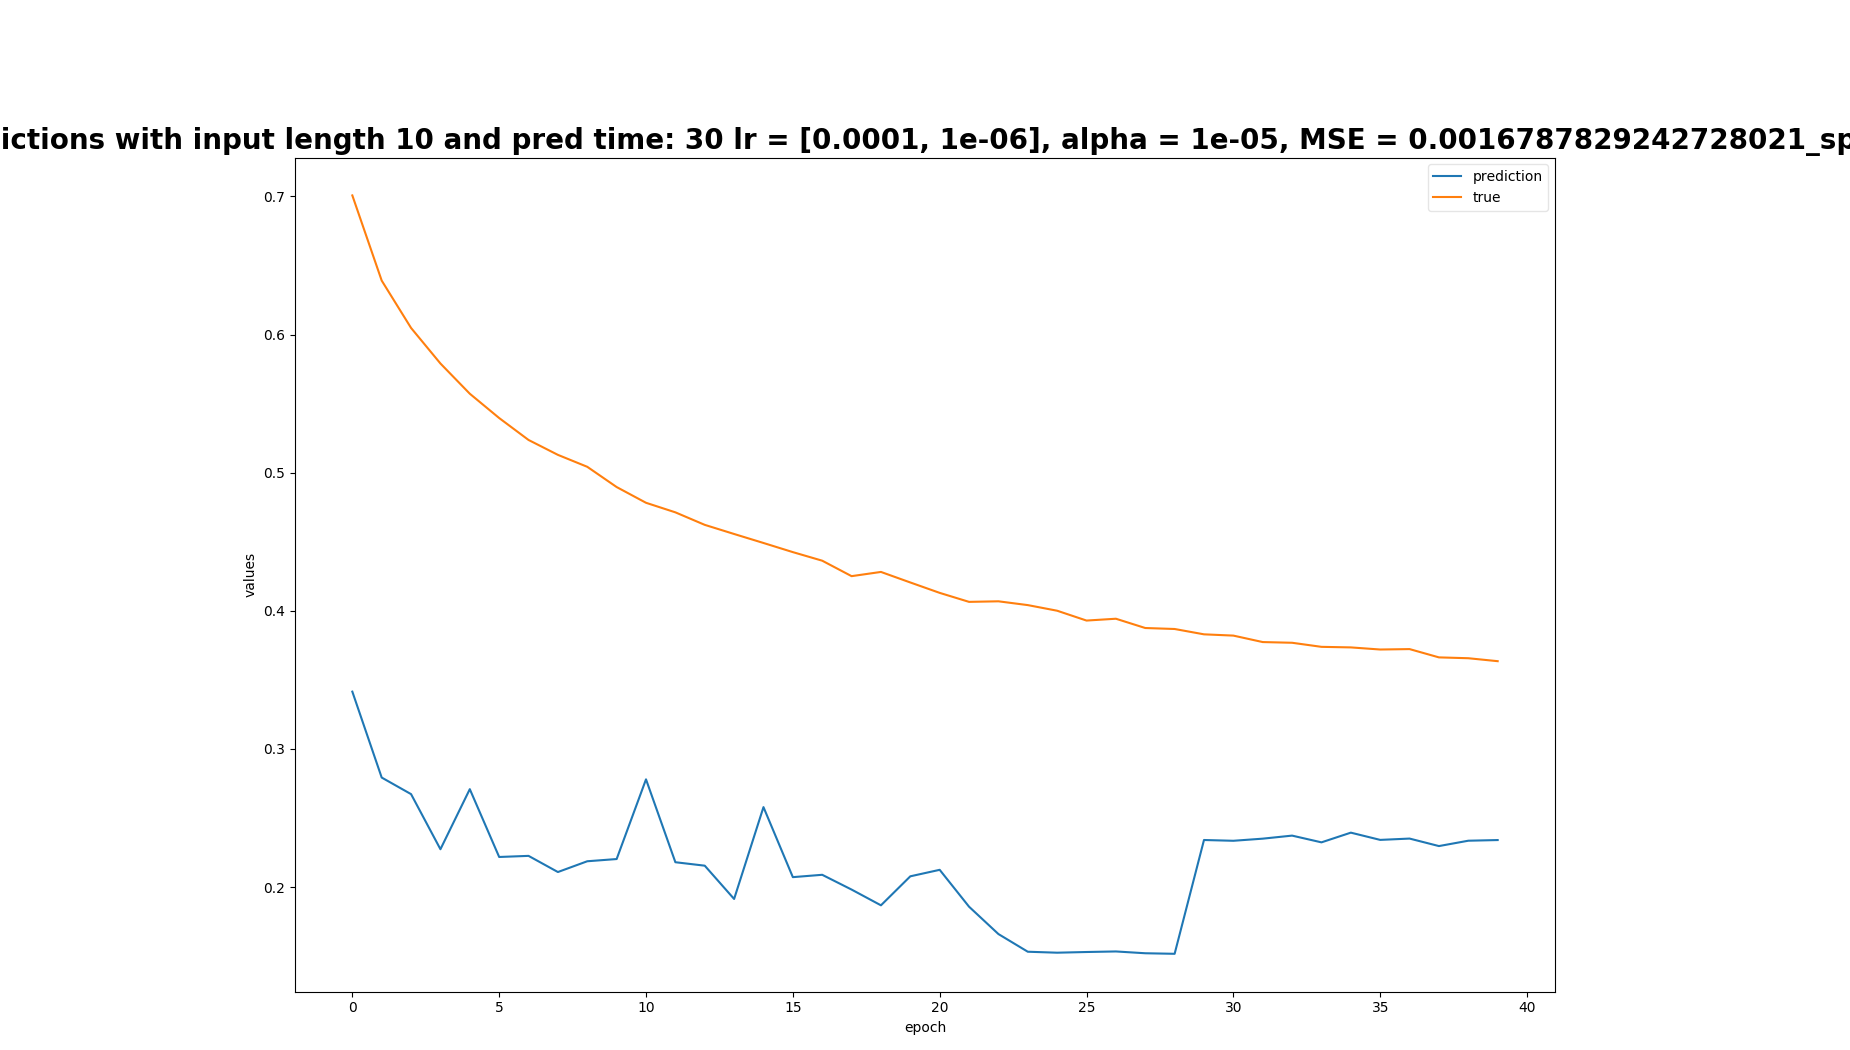 ictions with input length 10 and pred time: 30 lr = [0.0001, 1e-06], alpha = 1e-05, MSE = 0.0016787829242728021_sp
prediction
true
0.7
0.6
0.5
0.4
0.3
0.2
values
0 5 10 15 20 25 30 35 40
epoch